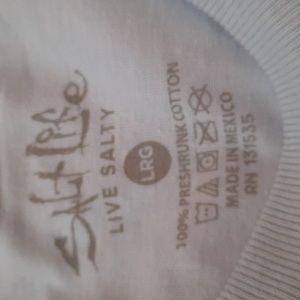 Salt Life
LIVE SALTY
LRG
100% PRESHRUNK COTTON
MADE IN MEXICO
RN 131535